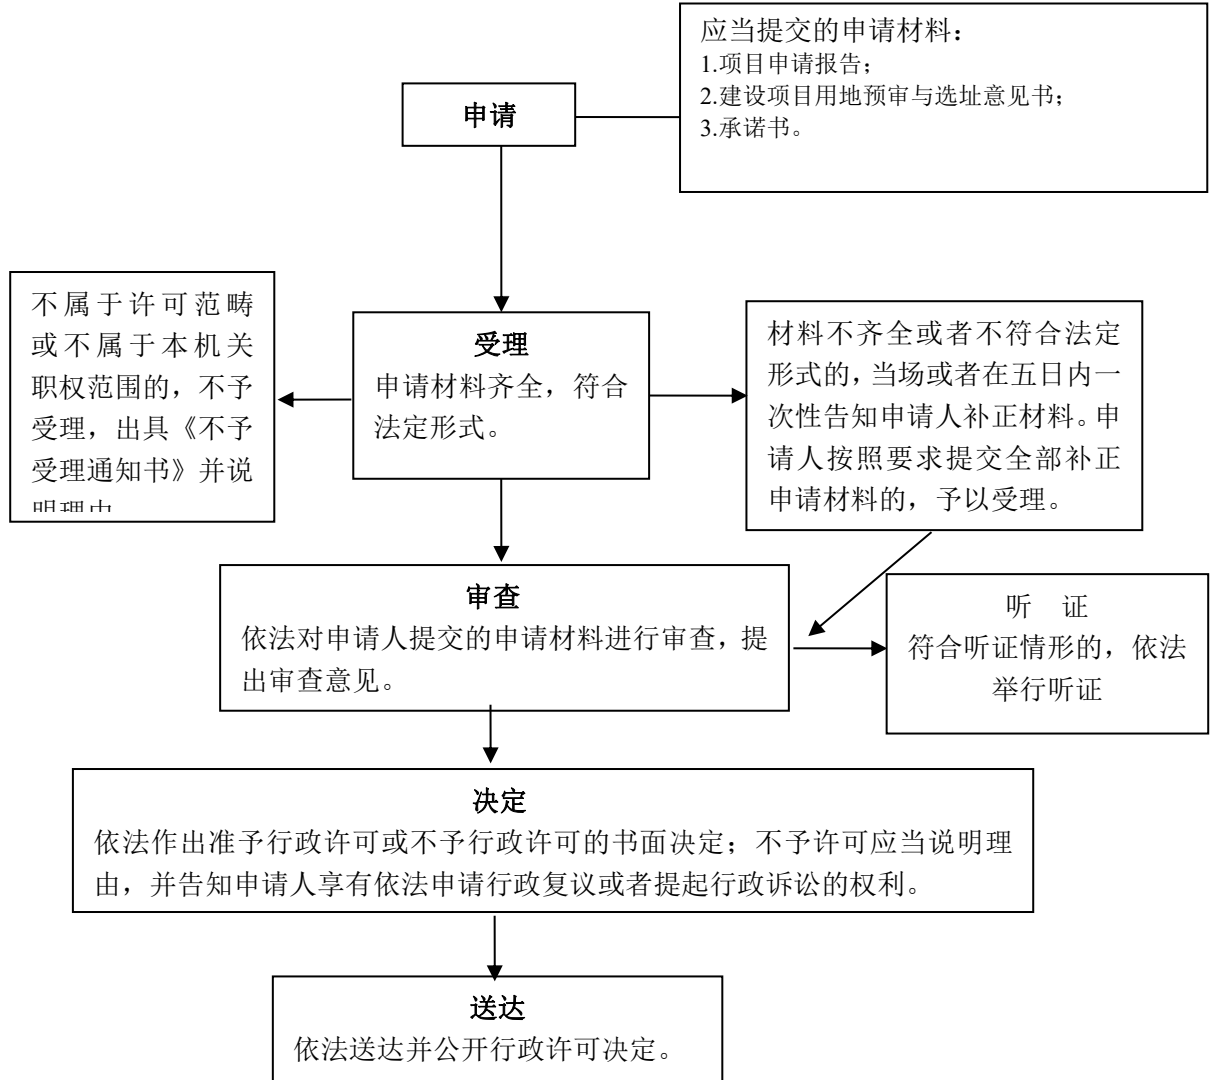 应当提交的申请材料：
1.项目申请报告；
2.建设项目用地预审与选址意见书；
3.承诺书。
申请
不属于许可范畴
或不属于本机关
职权范围的，不予
受理，出具《不予
受理通知书》并说
明理由
受理
申请材料齐全，符合
法定形式。
材料不齐全或者不符合法定
形式的，当场或者在五日内一
次性告知申请人补正材料。申
请人按照要求提交全部补正
申请材料的，予以受理。
审查
依法对申请人提交的申请材料进行审查，提
出审查意见。
听 证
符合听证情形的，依法
举行听证
决定
依法作出准予行政许可或不予行政许可的书面决定；不予许可应当说明理
由，并告知申请人享有依法申请行政复议或者提起行政诉讼的权利。
送达
依法送达并公开行政许可决定。